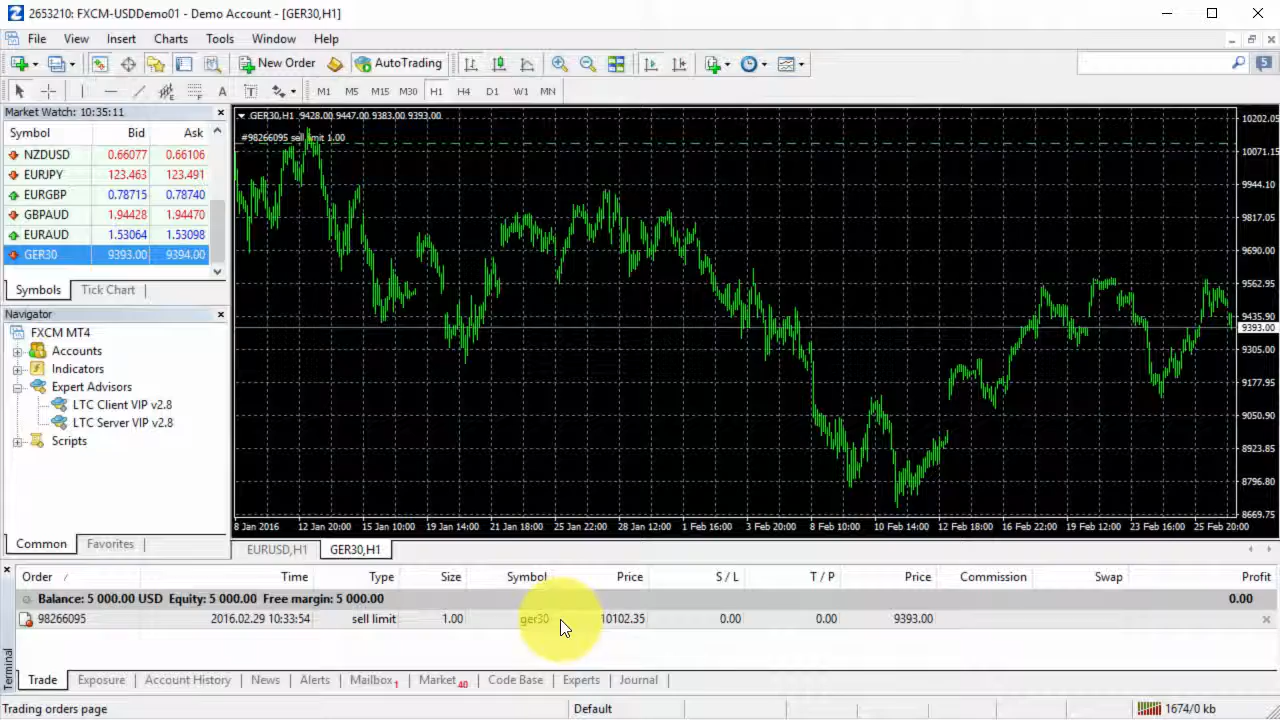 2653210: FXCM-USDDemo01 - Demo Account - [GER30,H1]
File View Insert Charts Tools Window Help
New Order AutoTrading 5
A T M1 M5 M15 M30 H1 H4 D1 W1 MN
Market Watch: 10:35:11
Symbol Bid Ask
NZDUSD 0.66077 0.66106
EURJPY 123.463 123.491
EURGBP 0.78715 0.78740
GBPAUD 1.94428 1.94470
EURAUD 1.53064 1.53098
GER30 9393.00 9394.00
Symbols Tick Chart
Navigator
FXCM MT4
Accounts
Indicators
Expert Advisors
LTC Client VIP v2.8
LTC Server VIP v2.8
Scripts
Common Favorites
GER30,H1 9428.00 9447.00 9383.00 9393.00
#98266095 sell limit 1.00
10202.05
10071.15
9944.10
9817.05
9690.00
9562.95
9435.90
9393.00
9305.00
9177.95
9050.90
8923.85
8796.80
8669.75
8 Jan 2016 12 Jan 20:00 15 Jan 10:00 19 Jan 14:00 21 Jan 18:00 25 Jan 22:00 28 Jan 12:00 1 Feb 16:00 3 Feb 20:00 8 Feb 10:00 10 Feb 14:00 12 Feb 18:00 16 Feb 22:00 19 Feb 12:00 23 Feb 16:00 25 Feb 20:00
EURUSD,H1 GER30,H1
Order Time Type Size Symbol Price S / L T / P Price Commission Swap Profit
Balance: 5 000.00 USD Equity: 5 000.00 Free margin: 5 000.00 0.00
98266095 2016.02.29 10:33:54 sell limit 1.00 ger30 10102.35 0.00 0.00 9393.00
Terminal
Trade Exposure Account History News Alerts Mailbox 1 Market 40 Code Base Experts Journal
Trading orders page Default 1674/0 kb